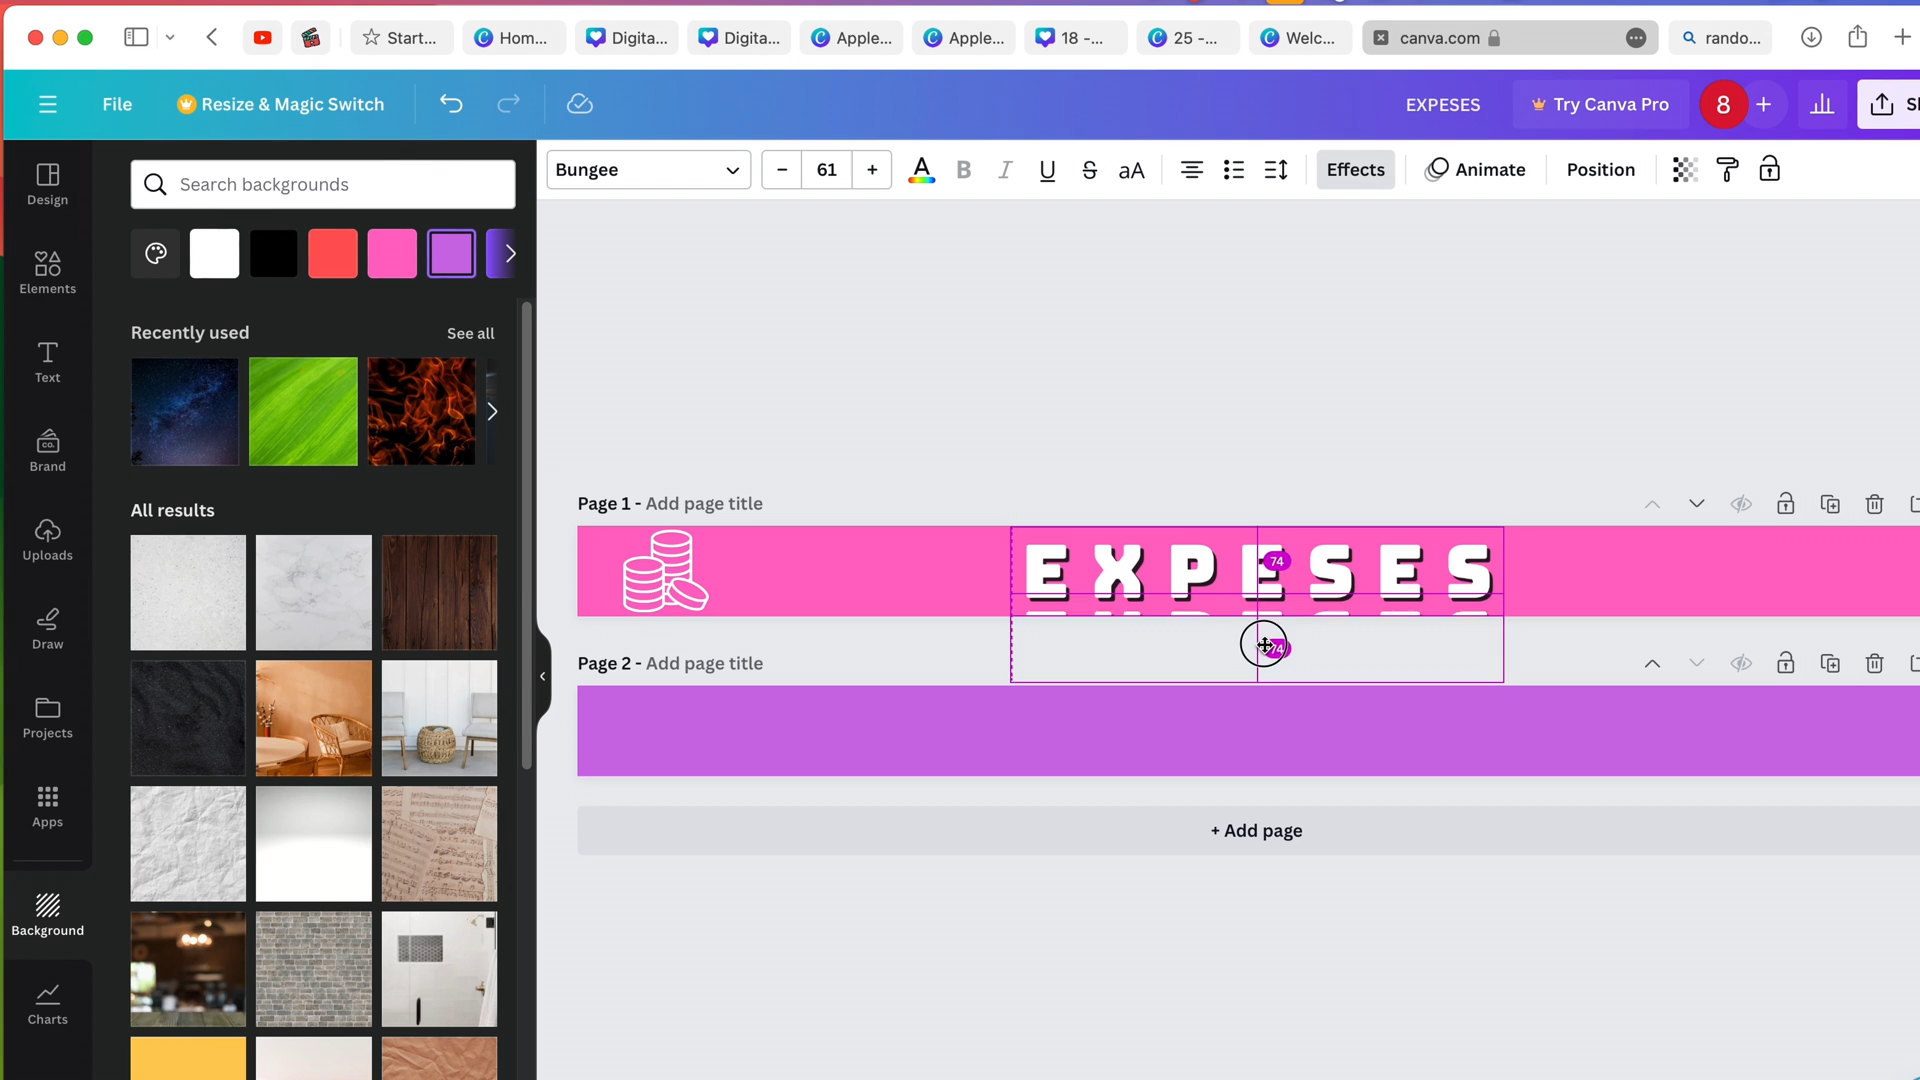 Start...
Hom...
Digita...
Digita...
Apple...
Apple...
18 -...
25 -...
Welc...
canva.com
rando...
File
Resize & Magic Switch
EXPESES
Try Canva Pro
8
Search backgrounds
Bungee
61
aA
Effects
Animate
Position
Design
Elements
Text
Brand
Uploads
Draw
Projects
Apps
Background
Charts
Recently used
See all
All results
Page 1 - Add page title
EXPESES
74
74
Page 2 - Add page title
+ Add page